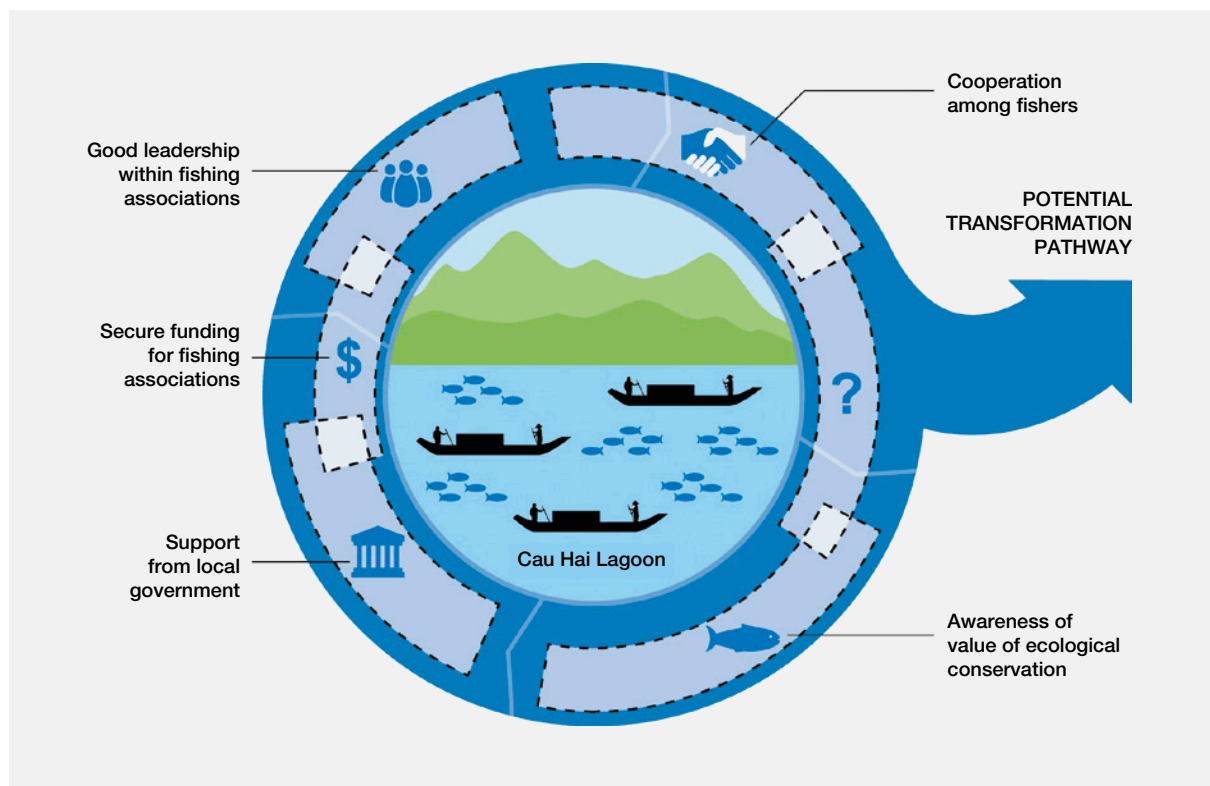 Good leadership
within fishing
associations
Secure funding
for fishing
associations
Support
from local
government
$
?
Cau Hai Lagoon
Cooperation
among fishers
POTENTIAL
TRANSFORMATION
PATHWAY
Awareness of
value of ecological
conservation